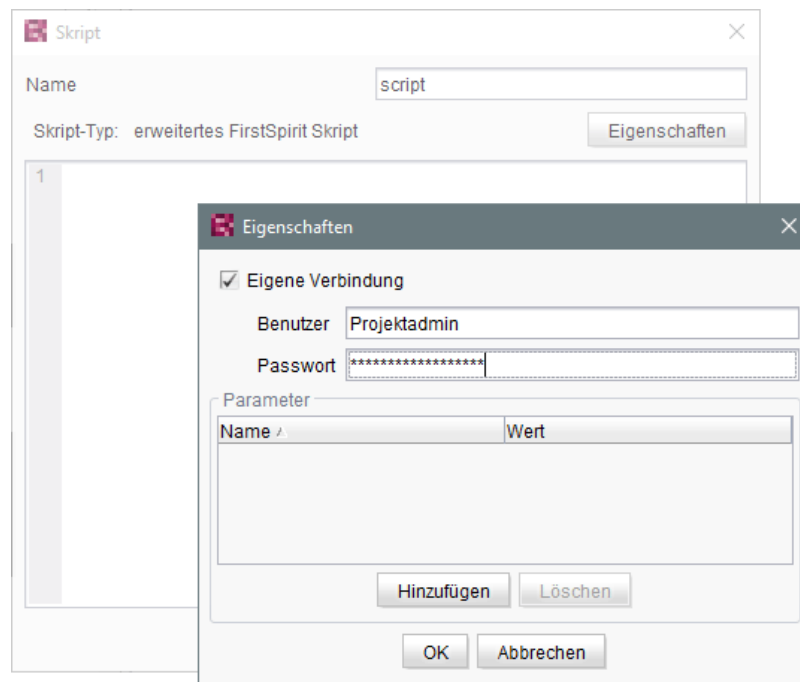 Skript
Name script
Skript-Typ: erweitertes FirstSpirit Skript Eigenschaften
1
Eigenschaften
Eigene Verbindung
Benutzer Projektadmin
Passwort ******************
Parameter
Name Wert
Hinzufügen Löschen
OK Abbrechen